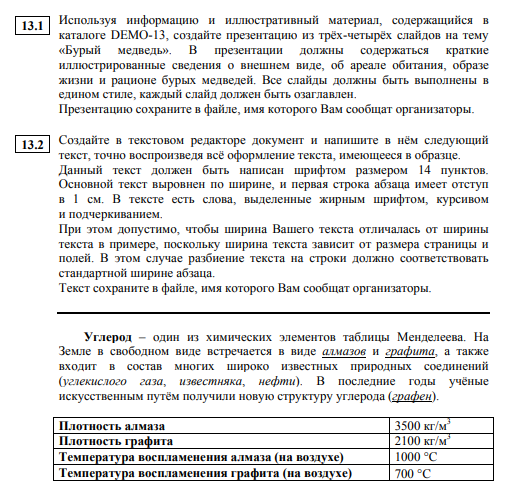 13.1 Используя информацию и иллюстративный материал, содержащийся в
каталоге DEMO-13, создайте презентацию из трёх-четырёх слайдов на тему
«Бурый медведь». В презентации должны содержаться краткие
иллюстрированные сведения о внешнем виде, об ареале обитания, образе
жизни и рационе бурых медведей. Все слайды должны быть выполнены в
едином стиле, каждый слайд должен быть озаглавлен.
Презентацию сохраните в файле, имя которого Вам сообщат организаторы.
13.2 Создайте в текстовом редакторе документ и напишите в нём следующий
текст, точно воспроизведя всё оформление текста, имеющееся в образце.
Данный текст должен быть написан шрифтом размером 14 пунктов.
Основной текст выровнен по ширине, и первая строка абзаца имеет отступ
в 1 см. В тексте есть слова, выделенные жирным шрифтом, курсивом
и подчеркиванием.
При этом допустимо, чтобы ширина Вашего текста отличалась от ширины
текста в примере, поскольку ширина текста зависит от размера страницы и
полей. В этом случае разбиение текста на строки должно соответствовать
стандартной ширине абзаца.
Текст сохраните в файле, имя которого Вам сообщат организаторы.
Углерод – один из химических элементов таблицы Менделеева. На
Земле в свободном виде встречается в виде алмазов и графита, а также
входит в состав многих широко известных природных соединений
(углекислого газа, известняка, нефти). В последние годы учёные
искусственным путём получили новую структуру углерода (графен).
Плотность алмаза 3500 кг/м³
Плотность графита 2100 кг/м³
Температура воспламенения алмаза (на воздухе) 1000 °С
Температура воспламенения графита (на воздухе) 700 °С